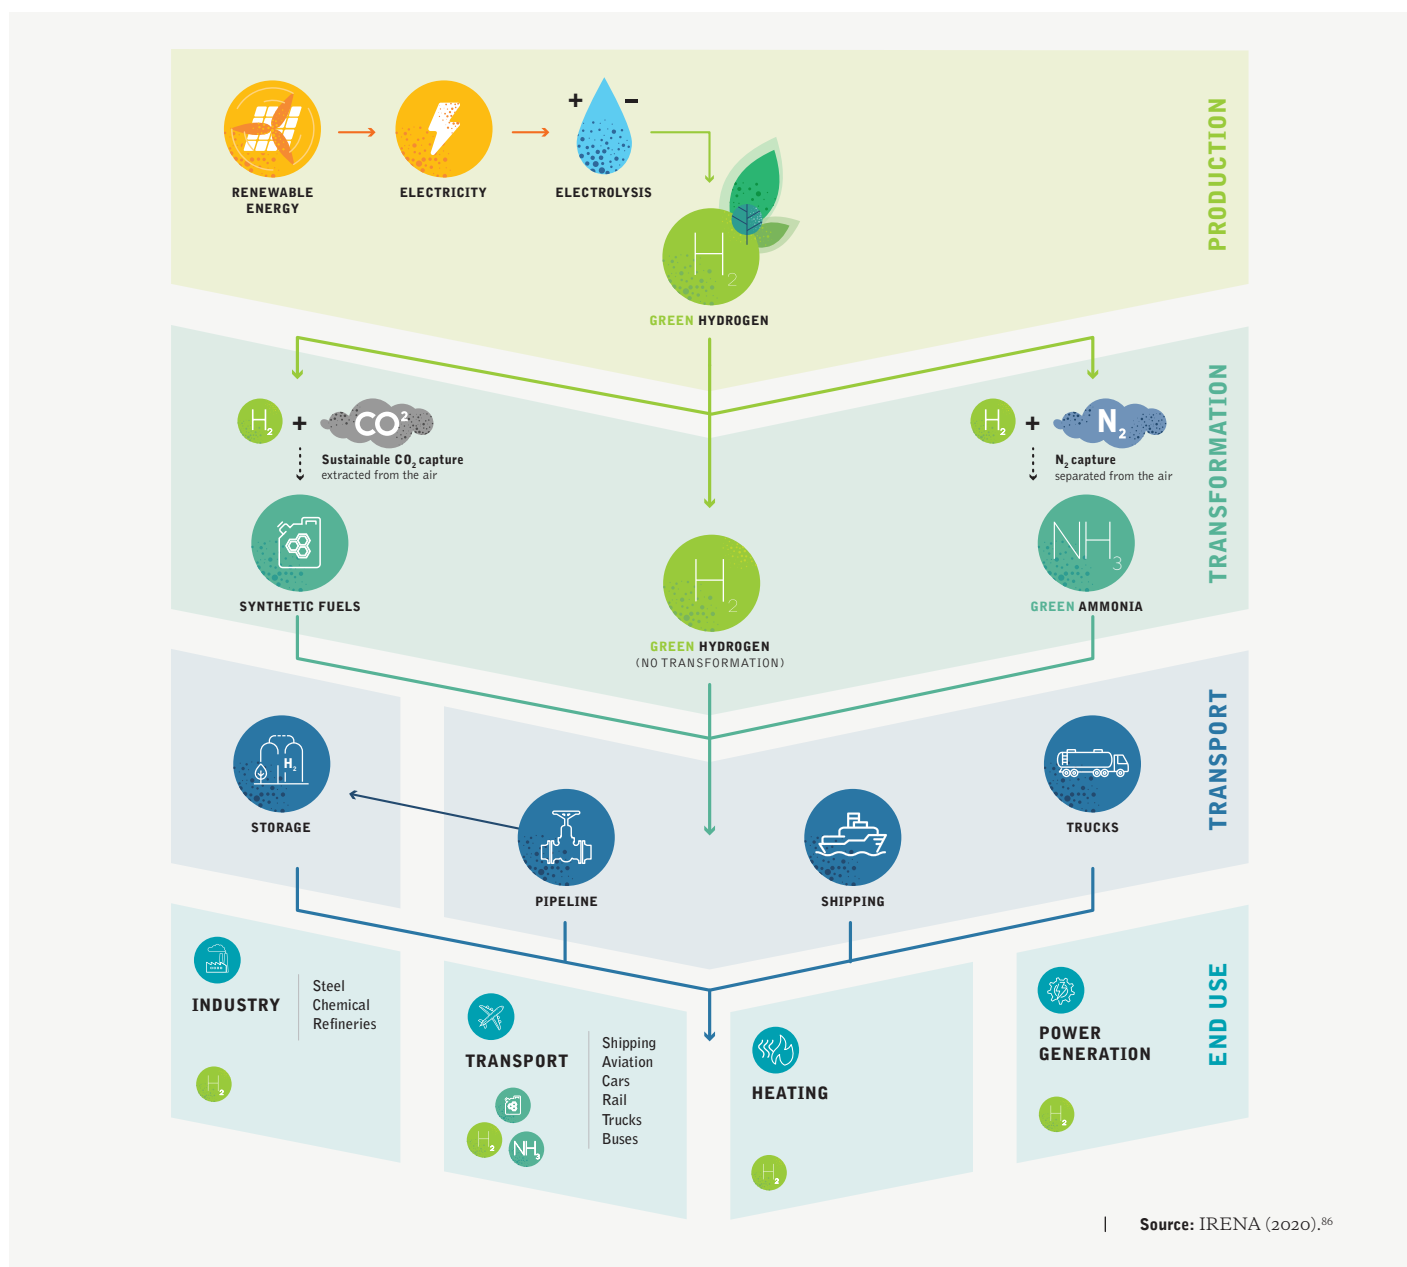 PRODUCTION
+ −
RENEWABLE
ENERGY
ELECTRICITY
ELECTROLYSIS
H2
GREEN HYDROGEN
TRANSFORMATION
H2 + CO²
Sustainable CO2 capture
extracted from the air
H2 + N2
N2 capture
separated from the air
SYNTHETIC FUELS
H2
GREEN HYDROGEN
(NO TRANSFORMATION)
NH3
GREEN AMMONIA
TRANSPORT
H2
STORAGE
PIPELINE
SHIPPING
TRUCKS
END USE
INDUSTRY
Steel
Chemical
Refineries
H2
TRANSPORT
Shipping
Aviation
Cars
Rail
Trucks
Buses
H2
NH3
HEATING
H2
POWER
GENERATION
H2
| Source: IRENA (2020).86